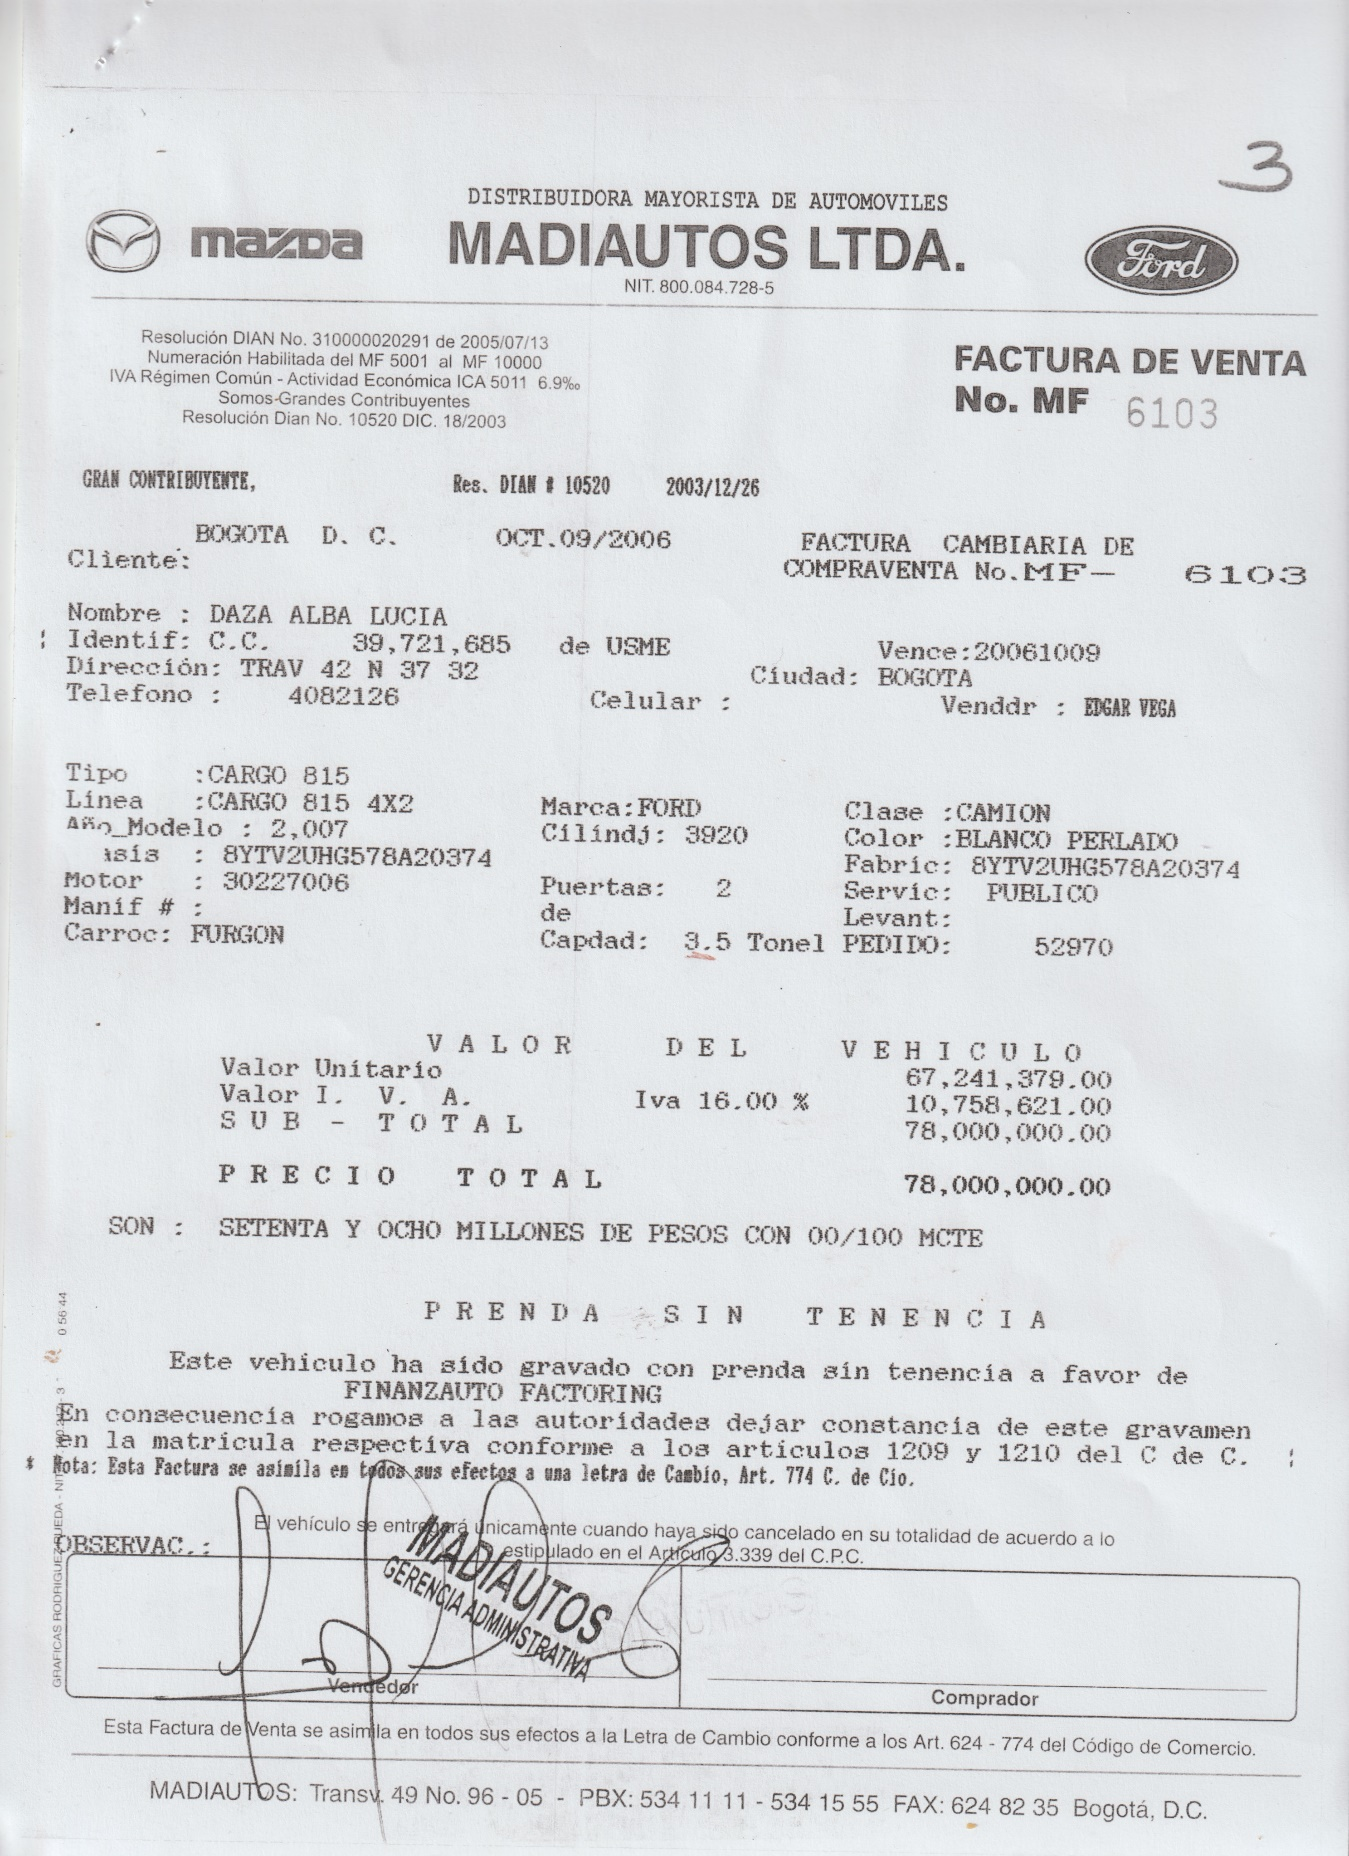 3
DISTRIBUIDORA MAYORISTA DE AUTOMOVILES
mazda MADIAUTOS LTDA. Ford
NIT. 800.084.728-5
Resolución DIAN No. 310000020291 de 2005/07/13
Numeración Habilitada del MF 5001 al MF 10000
IVA Régimen Común - Actividad Económica ICA 5011 6.9‰
Somos-Grandes Contribuyentes
Resolución Dian No. 10520 DIC. 18/2003
FACTURA DE VENTA
No. MF 6103
GRAN CONTRIBUYENTE, Res. DIAN # 10520 2003/12/26
BOGOTA D. C. OCT.09/2006
Cliente:
FACTURA CAMBIARIA DE
COMPRAVENTA No.MF- 6103
Nombre : DAZA ALBA LUCIA
Identif: C.C. 39,721,685 de USME Vence:20061009
Dirección: TRAV 42 N 37 32 Ciudad: BOGOTA
Telefono : 4082126 Celular : Venddr : EDGAR VEGA
Tipo :CARGO 815
Linea :CARGO 815 4X2 Marca:FORD Clase :CAMION
Año_Modelo : 2,007 Cilindj: 3920 Color :BLANCO PERLADO
asis : 8YTV2UHG578A20374 Fabric: 8YTV2UHG578A20374
Motor : 30227006 Puertas: 2 Servic: PUBLICO
Manif # : de Levant:
Carroc: FURGON Capdad: 3.5 Tonel PEDIDO: 52970
VALOR DEL VEHICULO
Valor Unitario 67,241,379.00
Valor I. V. A. Iva 16.00 % 10,758,621.00
SUB - TOTAL 78,000,000.00
PRECIO TOTAL 78,000,000.00
SON : SETENTA Y OCHO MILLONES DE PESOS CON 00/100 MCTE
PRENDA SIN TENENCIA
Este vehiculo ha sido gravado con prenda sin tenencia a favor de
FINANZAUTO FACTORING
En consecuencia rogamos a las autoridades dejar constancia de este gravamen
en la matricula respectiva conforme a los articulos 1209 y 1210 del C de C.
* Nota: Esta Factura se asimila en todos sus efectos a una letra de Cambio, Art. 774 C. de Cio.
El vehículo se entregará únicamente cuando haya sido cancelado en su totalidad de acuerdo a lo
estipulado en el Artículo 3.339 del C.P.C.
OBSERVAC.:
MADIAUTOS
GERENCIA ADMINISTRATIVA
Vendedor Comprador
Esta Factura de Venta se asimila en todos sus efectos a la Letra de Cambio conforme a los Art. 624 - 774 del Código de Comercio.
MADIAUTOS: Transv. 49 No. 96 - 05 - PBX: 534 11 11 - 534 15 55 FAX: 624 82 35 Bogotá, D.C.